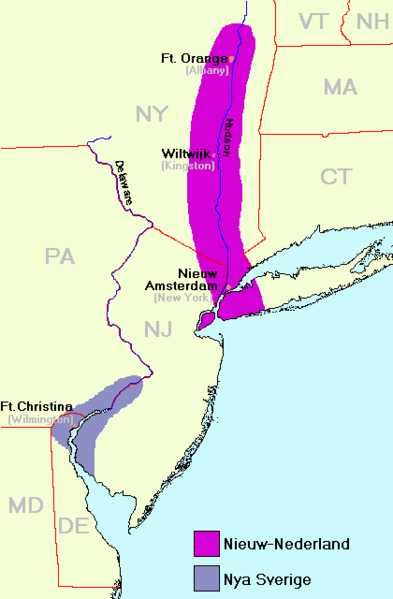 VT
NH
Ft. Orange
(Albany)
MA
NY
Hudson
Wiltwijk
(Kingston)
Delaware
CT
PA
Nieuw
Amsterdam
(New York)
NJ
Ft.Christina
(Wilmington)
MD
DE
Nieuw-Nederland
Nya Sverige